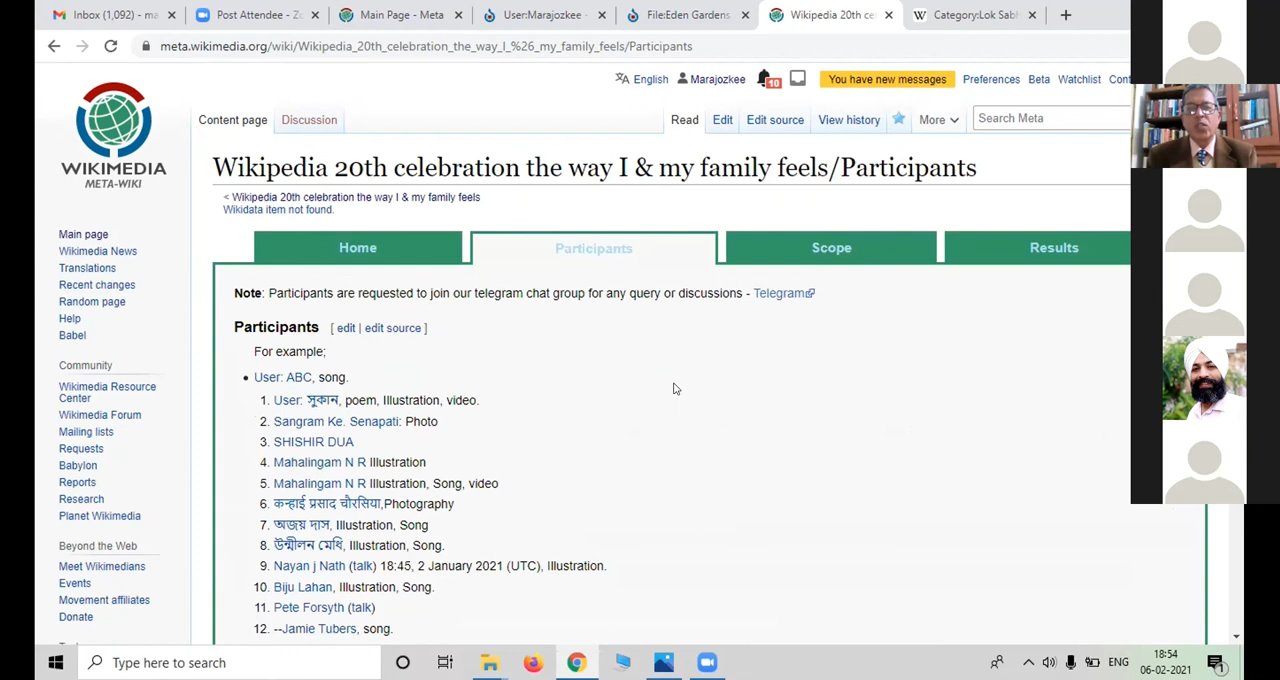 Inbox (1,092) - ma
Post Attendee - Zo
Main Page - Meta
User:Marajozkee -
File:Eden Gardens
Wikipedia 20th cel
Category:Lok Sabh
meta.wikimedia.org/wiki/Wikipedia_20th_celebration_the_way_I_%26_my_family_feels/Participants
English
Marajozkee
10
You have new messages
Preferences
Beta
Watchlist
Cont
Content page
Discussion
Read
Edit
Edit source
View history
More
Search Meta
WIKIMEDIA
META-WIKI
Wikipedia 20th celebration the way I & my family feels/Participants
< Wikipedia 20th celebration the way I & my family feels
Wikidata item not found.
Main page
Wikimedia News
Translations
Recent changes
Random page
Help
Babel
Community
Wikimedia Resource
Center
Wikimedia Forum
Mailing lists
Requests
Babylon
Reports
Research
Planet Wikimedia
Beyond the Web
Meet Wikimedians
Events
Movement affiliates
Donate
Home
Participants
Scope
Results
Note: Participants are requested to join our telegram chat group for any query or discussions - Telegram
Participants [ edit | edit source ]
For example;
• User: ABC, song.
1. User: সুকান, poem, Illustration, video.
2. Sangram Ke. Senapati: Photo
3. SHISHIR DUA
4. Mahalingam N R Illustration
5. Mahalingam N R Illustration, Song, video
6. कन्हाई प्रसाद चौरसिया,Photography
7. অজয় দাস, Illustration, Song
8. উন্মীলন মেধি, Illustration, Song.
9. Nayan j Nath (talk) 18:45, 2 January 2021 (UTC), Illustration.
10. Biju Lahan, Illustration, Song.
11. Pete Forsyth (talk)
12. --Jamie Tubers, song.
Type here to search
ENG
18:54
06-02-2021
1